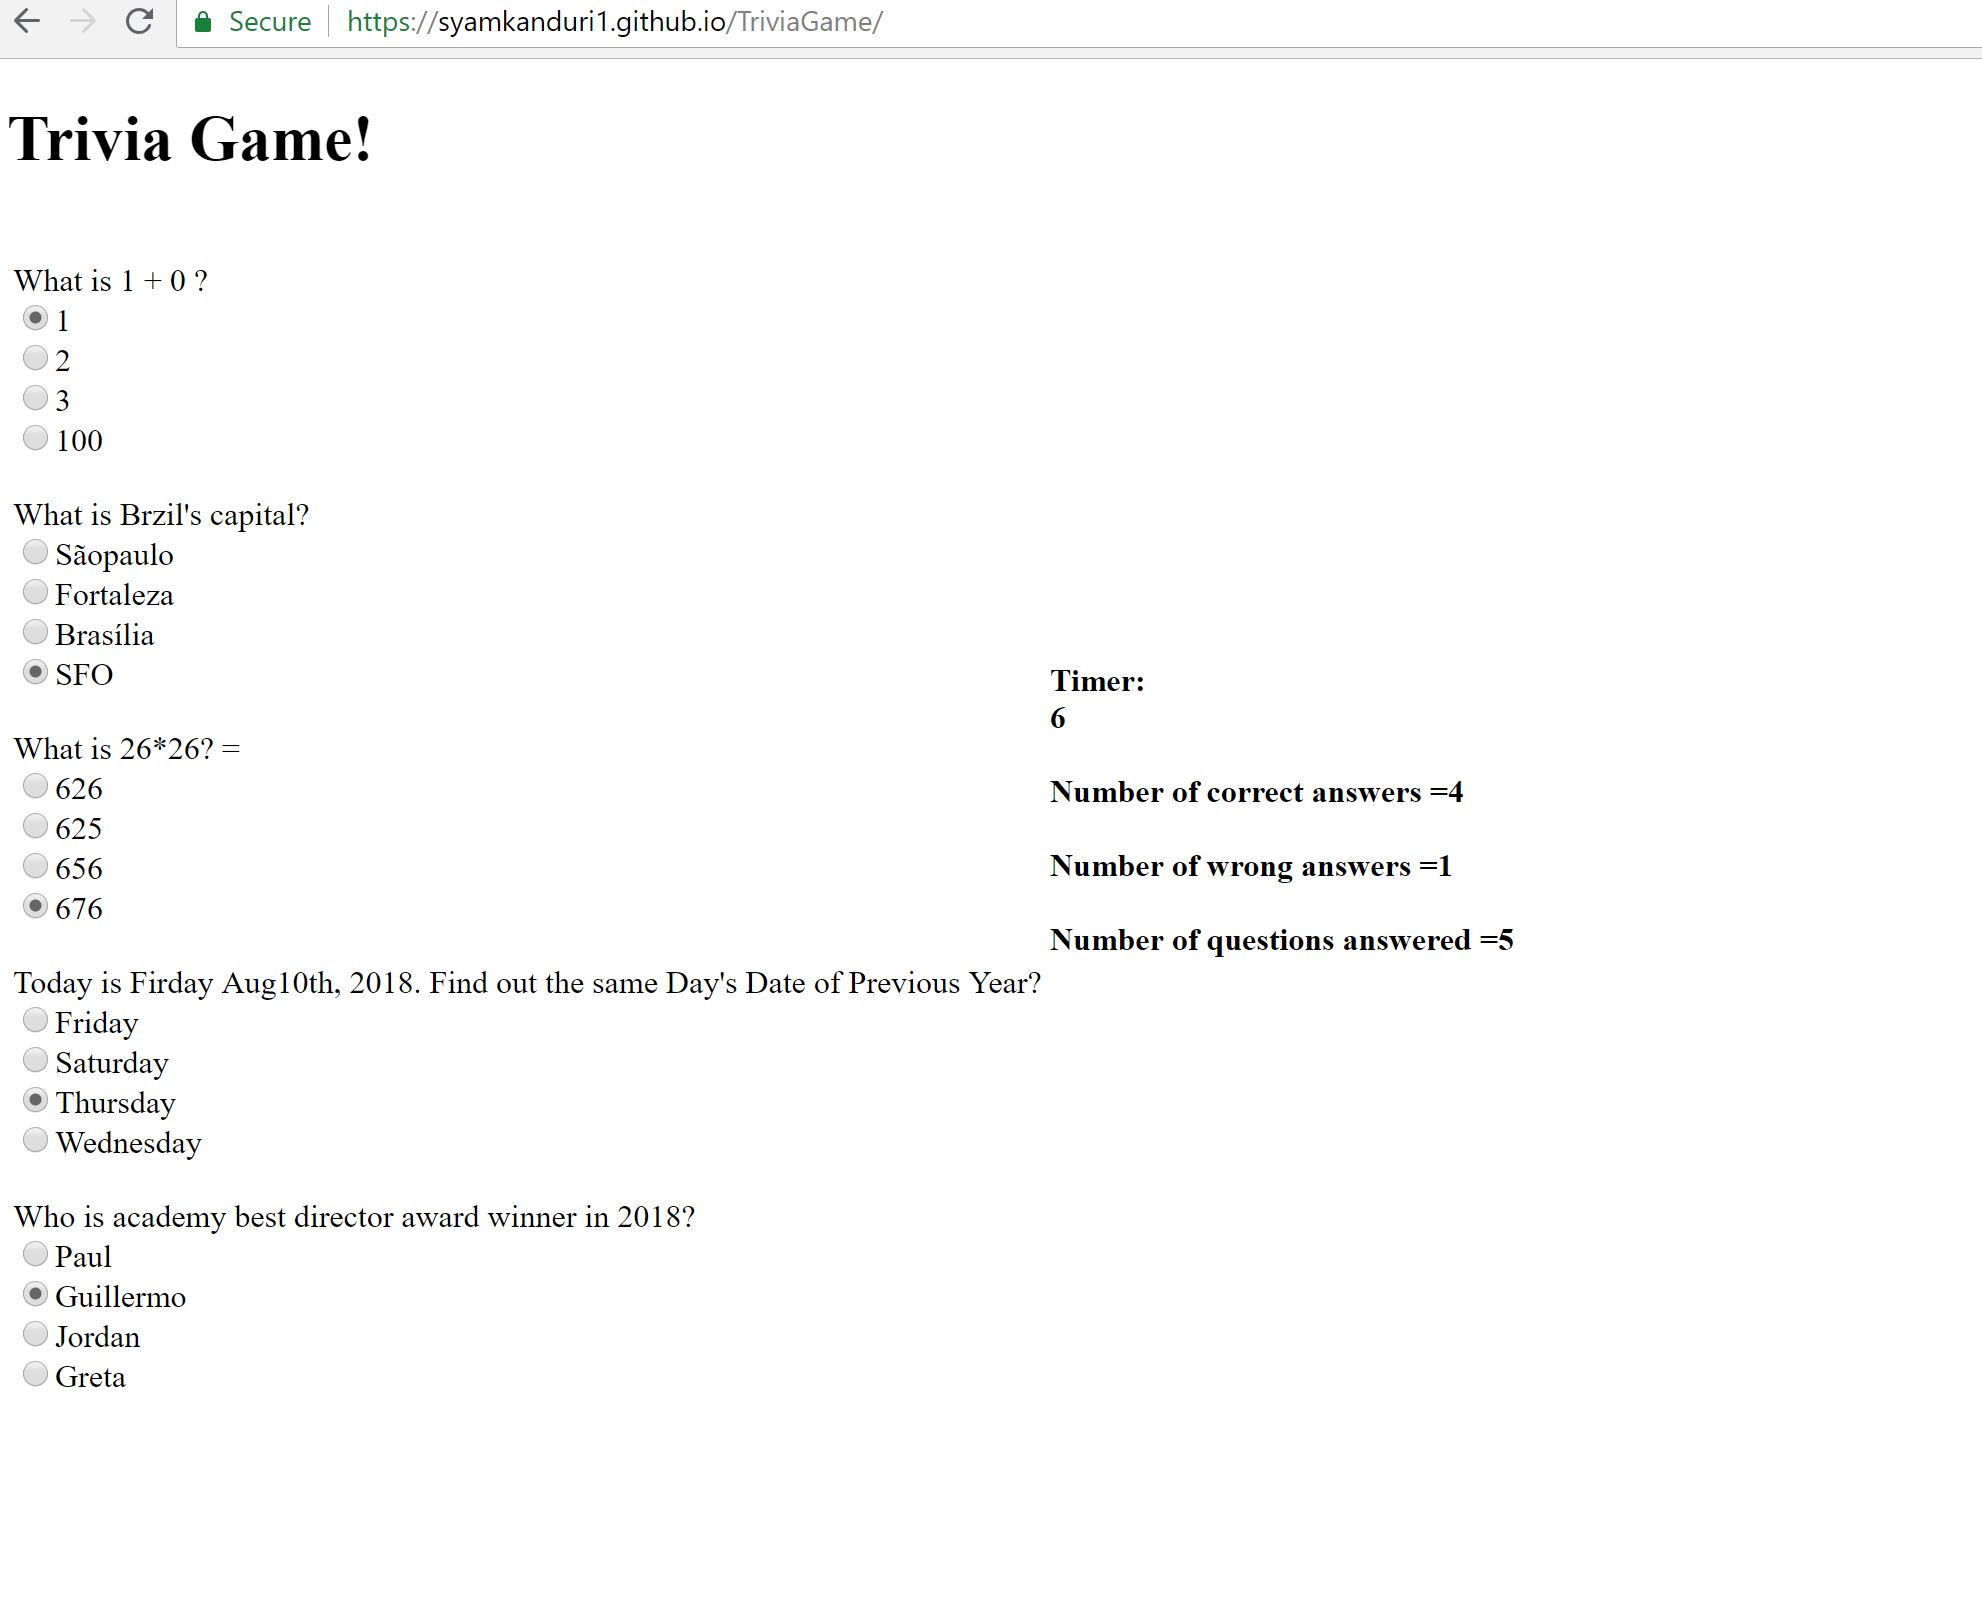 Secure https://syamkanduri1.github.io/TriviaGame/
Trivia Game!
What is 1 + 0 ?
1
2
3
100
What is Brzil's capital?
Sãopaulo
Fortaleza
Brasília
SFO
What is 26*26? =
626
625
656
676
Today is Firday Aug10th, 2018. Find out the same Day's Date of Previous Year?
Friday
Saturday
Thursday
Wednesday
Who is academy best director award winner in 2018?
Paul
Guillermo
Jordan
Greta
Timer:
6
Number of correct answers =4
Number of wrong answers =1
Number of questions answered =5